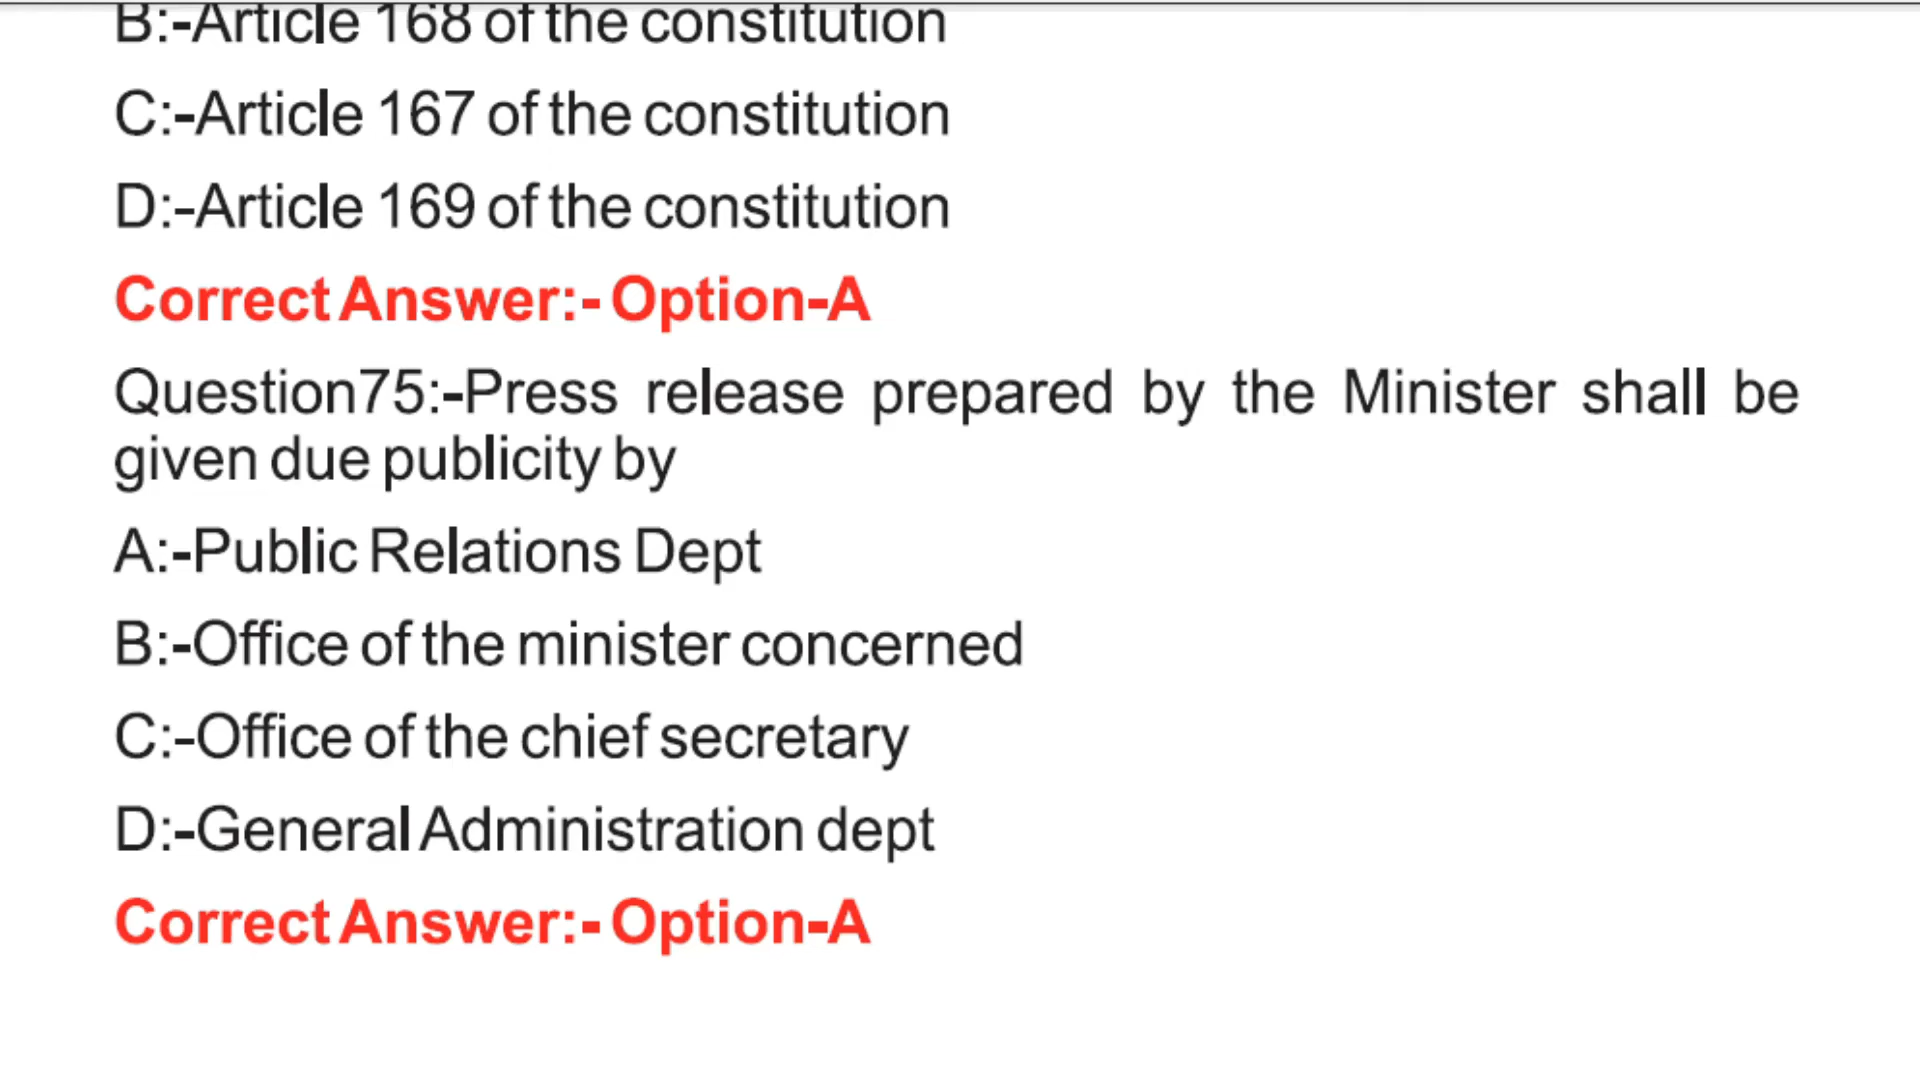 B:-Article 168 of the constitution
C:-Article 167 of the constitution
D:-Article 169 of the constitution
Correct Answer:- Option-A
Question75:-Press release prepared by the Minister shall be
given due publicity by
A:-Public Relations Dept
B:-Office of the minister concerned
C:-Office of the chief secretary
D:-General Administration dept
Correct Answer:- Option-A